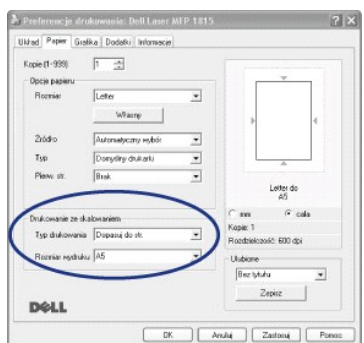 Preferencje drukowania: Dell Laser MFP 1815
Układ Papier Grafika Dodatki Informacje
Kopie (1-999) 1
Opcje papieru
Rozmiar Letter
Własny
Źródło Automatyczny wybór
Typ Domyślny drukarki
Pierw. str. Brak
Letter do
A5
Drukowanie ze skalowaniem
mm cala
Typ drukowania Dopasuj do str.
Kopie: 1
Rozdzielczość: 600 dpi
Rozmiar wydruku A5
Ulubione
Bez tytułu
Zapisz
DELL
OK Anuluj Zastosuj Pomoc